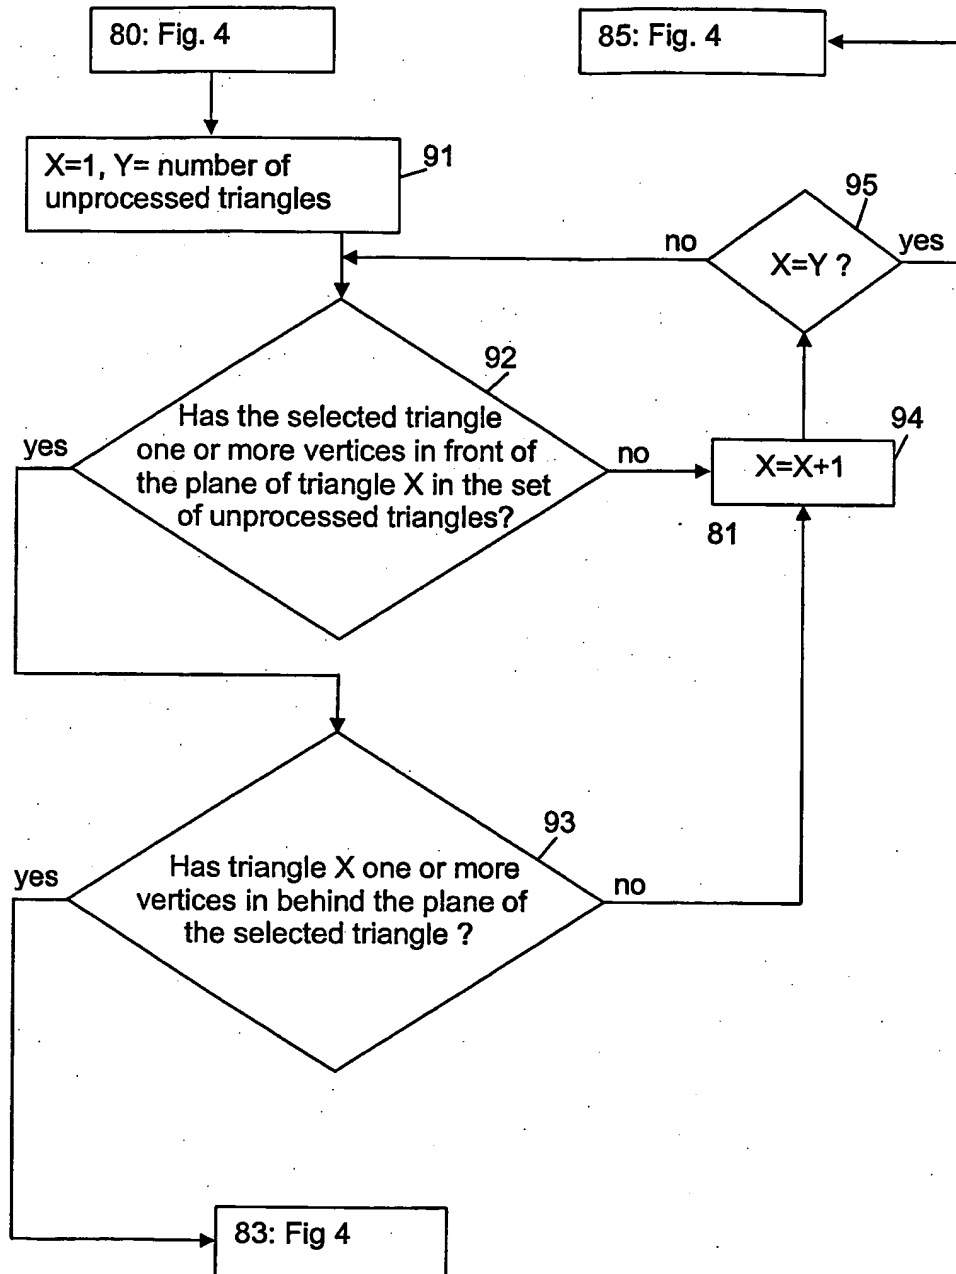 80: Fig. 4
85: Fig. 4
X=1, Y= number of
unprocessed triangles
91
95
no
X=Y ?
yes
92
Has the selected triangle
one or more vertices in front of
the plane of triangle X in the set
of unprocessed triangles?
yes
no
94
X=X+1
81
93
Has triangle X one or more
vertices in behind the plane of
the selected triangle ?
yes
no
83: Fig 4